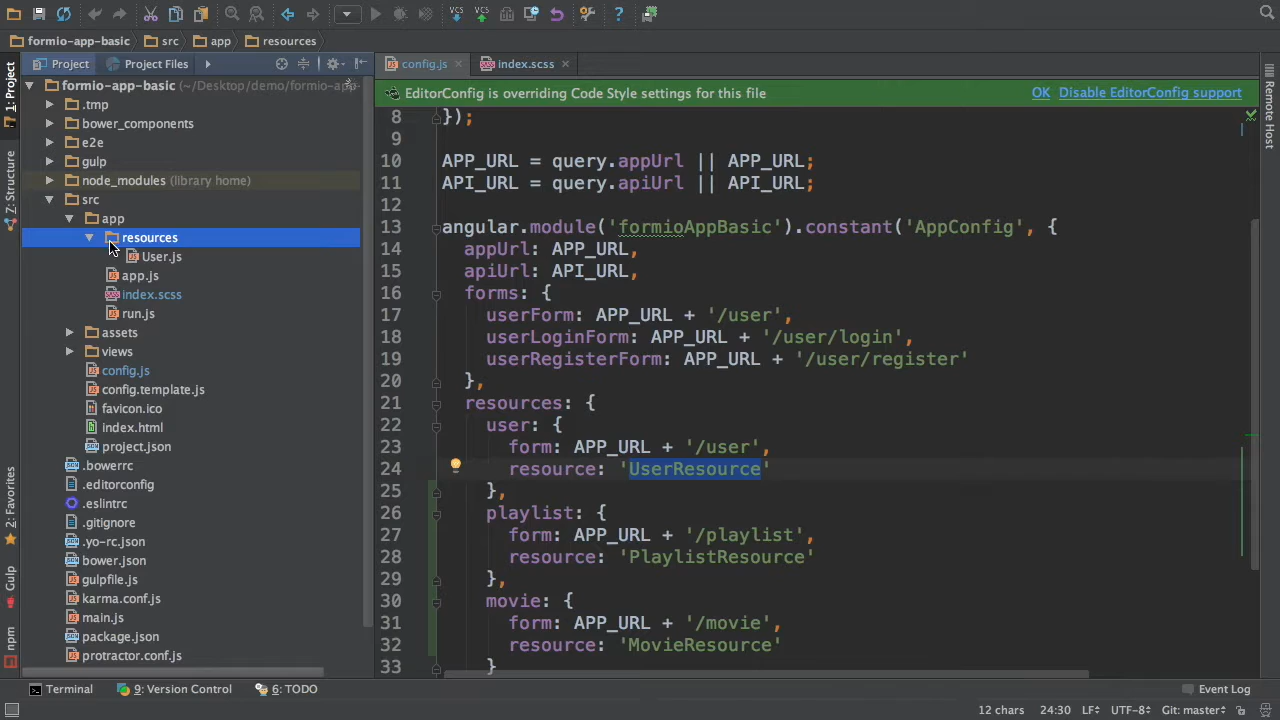 VCS VCS
formio-app-basic src app resources
Project Project Files
config.js index.scss
1: Project
Z: Structure
2: Favorites
Gulp
npm
formio-app-basic (~/Desktop/demo/formio-app-
.tmp
bower_components
e2e
gulp
node_modules (library home)
src
app
resources
User.js
app.js
index.scss
run.js
assets
views
config.js
config.template.js
favicon.ico
index.html
project.json
.bowerrc
.editorconfig
.eslintrc
.gitignore
.yo-rc.json
bower.json
gulpfile.js
karma.conf.js
main.js
package.json
protractor.conf.js
EditorConfig is overriding Code Style settings for this file OK Disable EditorConfig support
8 });
9
10 APP_URL = query.appUrl || APP_URL;
11 API_URL = query.apiUrl || API_URL;
12
13 angular.module('formioAppBasic').constant('AppConfig', {
14 appUrl: APP_URL,
15 apiUrl: API_URL,
16 forms: {
17 userForm: APP_URL + '/user',
18 userLoginForm: APP_URL + '/user/login',
19 userRegisterForm: APP_URL + '/user/register'
20 },
21 resources: {
22 user: {
23 form: APP_URL + '/user',
24 resource: 'UserResource'
25 },
26 playlist: {
27 form: APP_URL + '/playlist',
28 resource: 'PlaylistResource'
29 },
30 movie: {
31 form: APP_URL + '/movie',
32 resource: 'MovieResource'
33 }
Remote Host
Terminal 9: Version Control 6: TODO Event Log
12 chars 24:30 LF UTF-8 Git: master